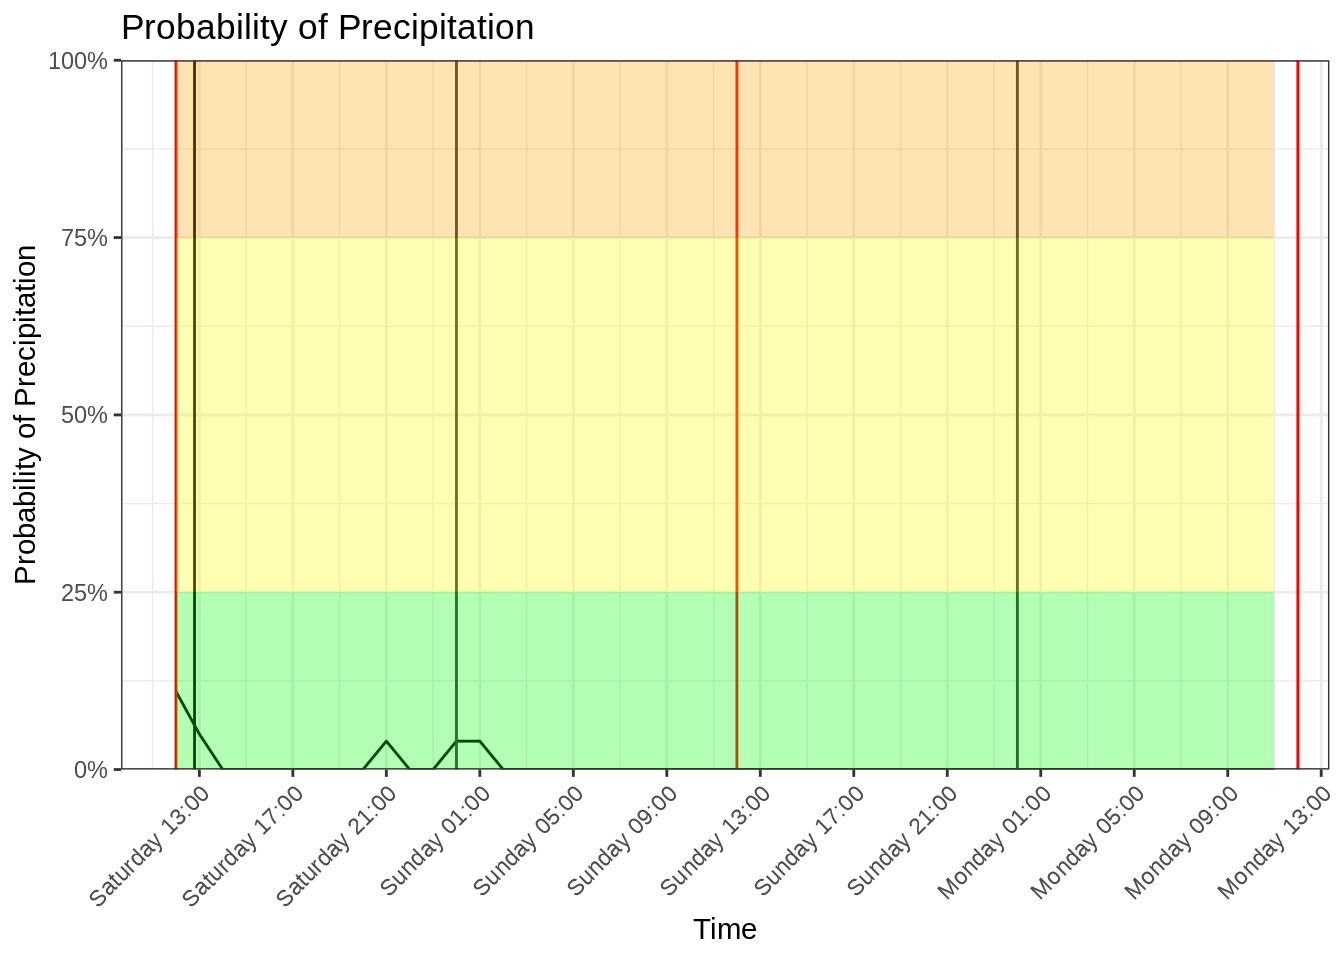 Probability of Precipitation
100%
75%
50%
25%
0%
Probability of Precipitation
Saturday 13:00
Saturday 17:00
Saturday 21:00
Sunday 01:00
Sunday 05:00
Sunday 09:00
Sunday 13:00
Sunday 17:00
Sunday 21:00
Monday 01:00
Monday 05:00
Monday 09:00
Monday 13:00
Time